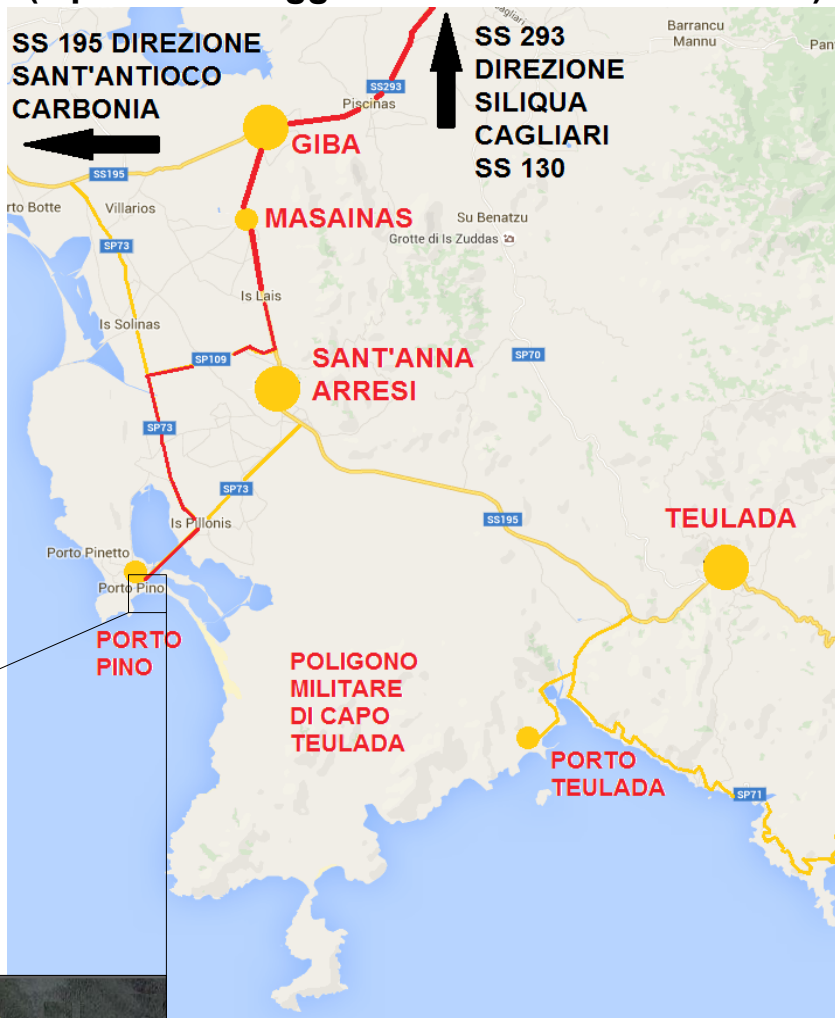 SS 195 DIREZIONE
SANT'ANTIOCO
CARBONIA
SS 293
DIREZIONE
SILIQUA
CAGLIARI
SS 130
Barrancu
Mannu
SS293
Piscinas
GIBA
SS195
rto Botte
Villarios
MASAINAS
Su Benatzu
Grotte di Is Zuddas
SP73
Is Lais
Is Solinas
SP109
SANT'ANNA
ARRESI
SP70
SP73
SP73
Is Pillonis
SS195
TEULADA
Porto Pinetto
Porto Pino
PORTO
PINO
POLIGONO
MILITARE
DI CAPO
TEULADA
PORTO
TEULADA
SP71